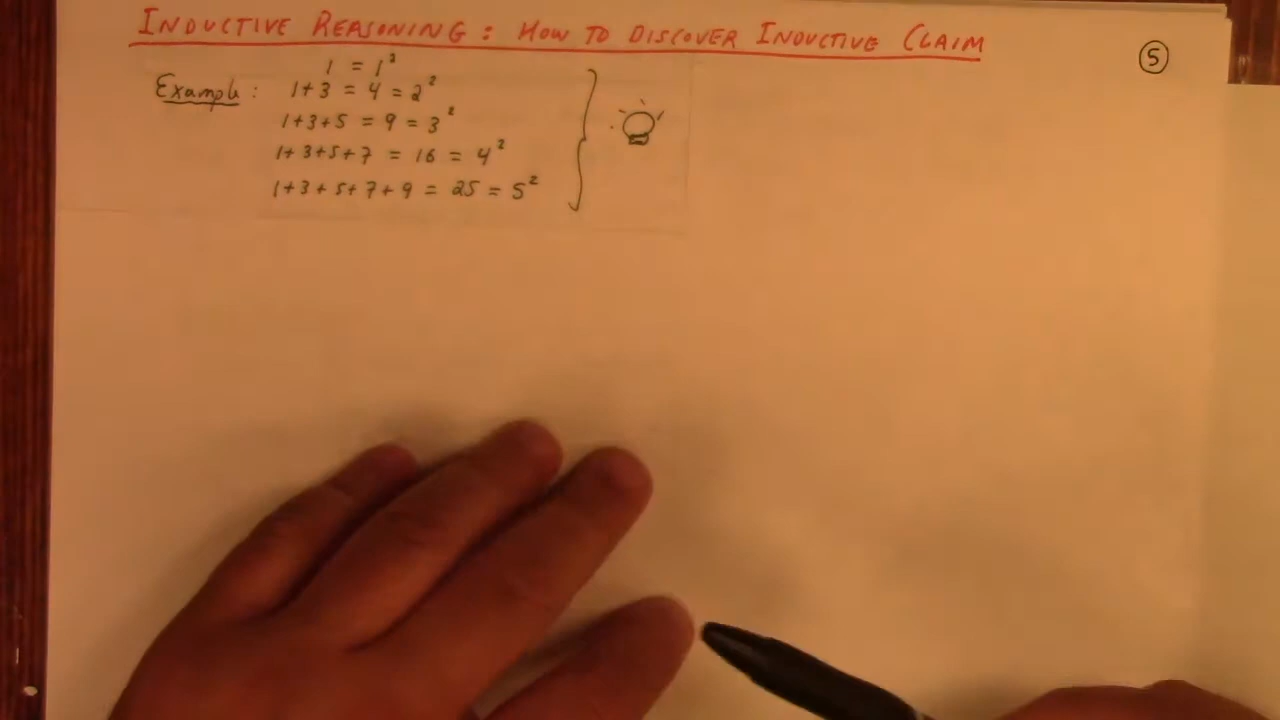 INDUCTIVE REASONING: HOW TO DISCOVER INDUCTIVE CLAIM
5
1 = 1²
Example: 1+3 = 4 = 2²
1+3+5 = 9 = 3²
1+3+5+7 = 16 = 4²
1+3+5+7+9 = 25 = 5²